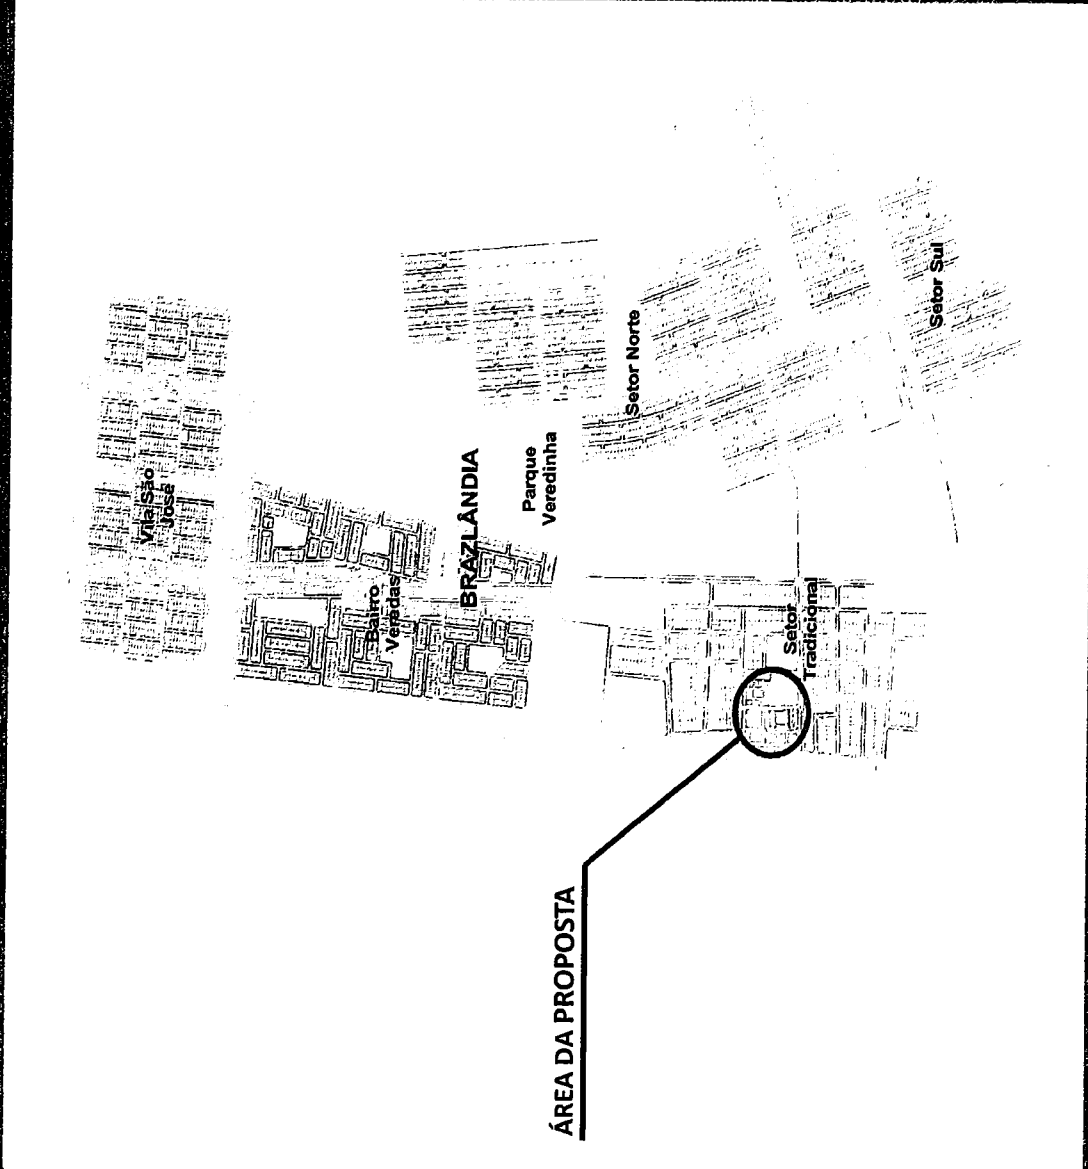 Vila São
José
Bairro
Veredas
BRAZLÂNDIA
Parque
Veredinha
ÁREA DA PROPOSTA
Setor Norte
Setor
Tradicional
Setor Sul